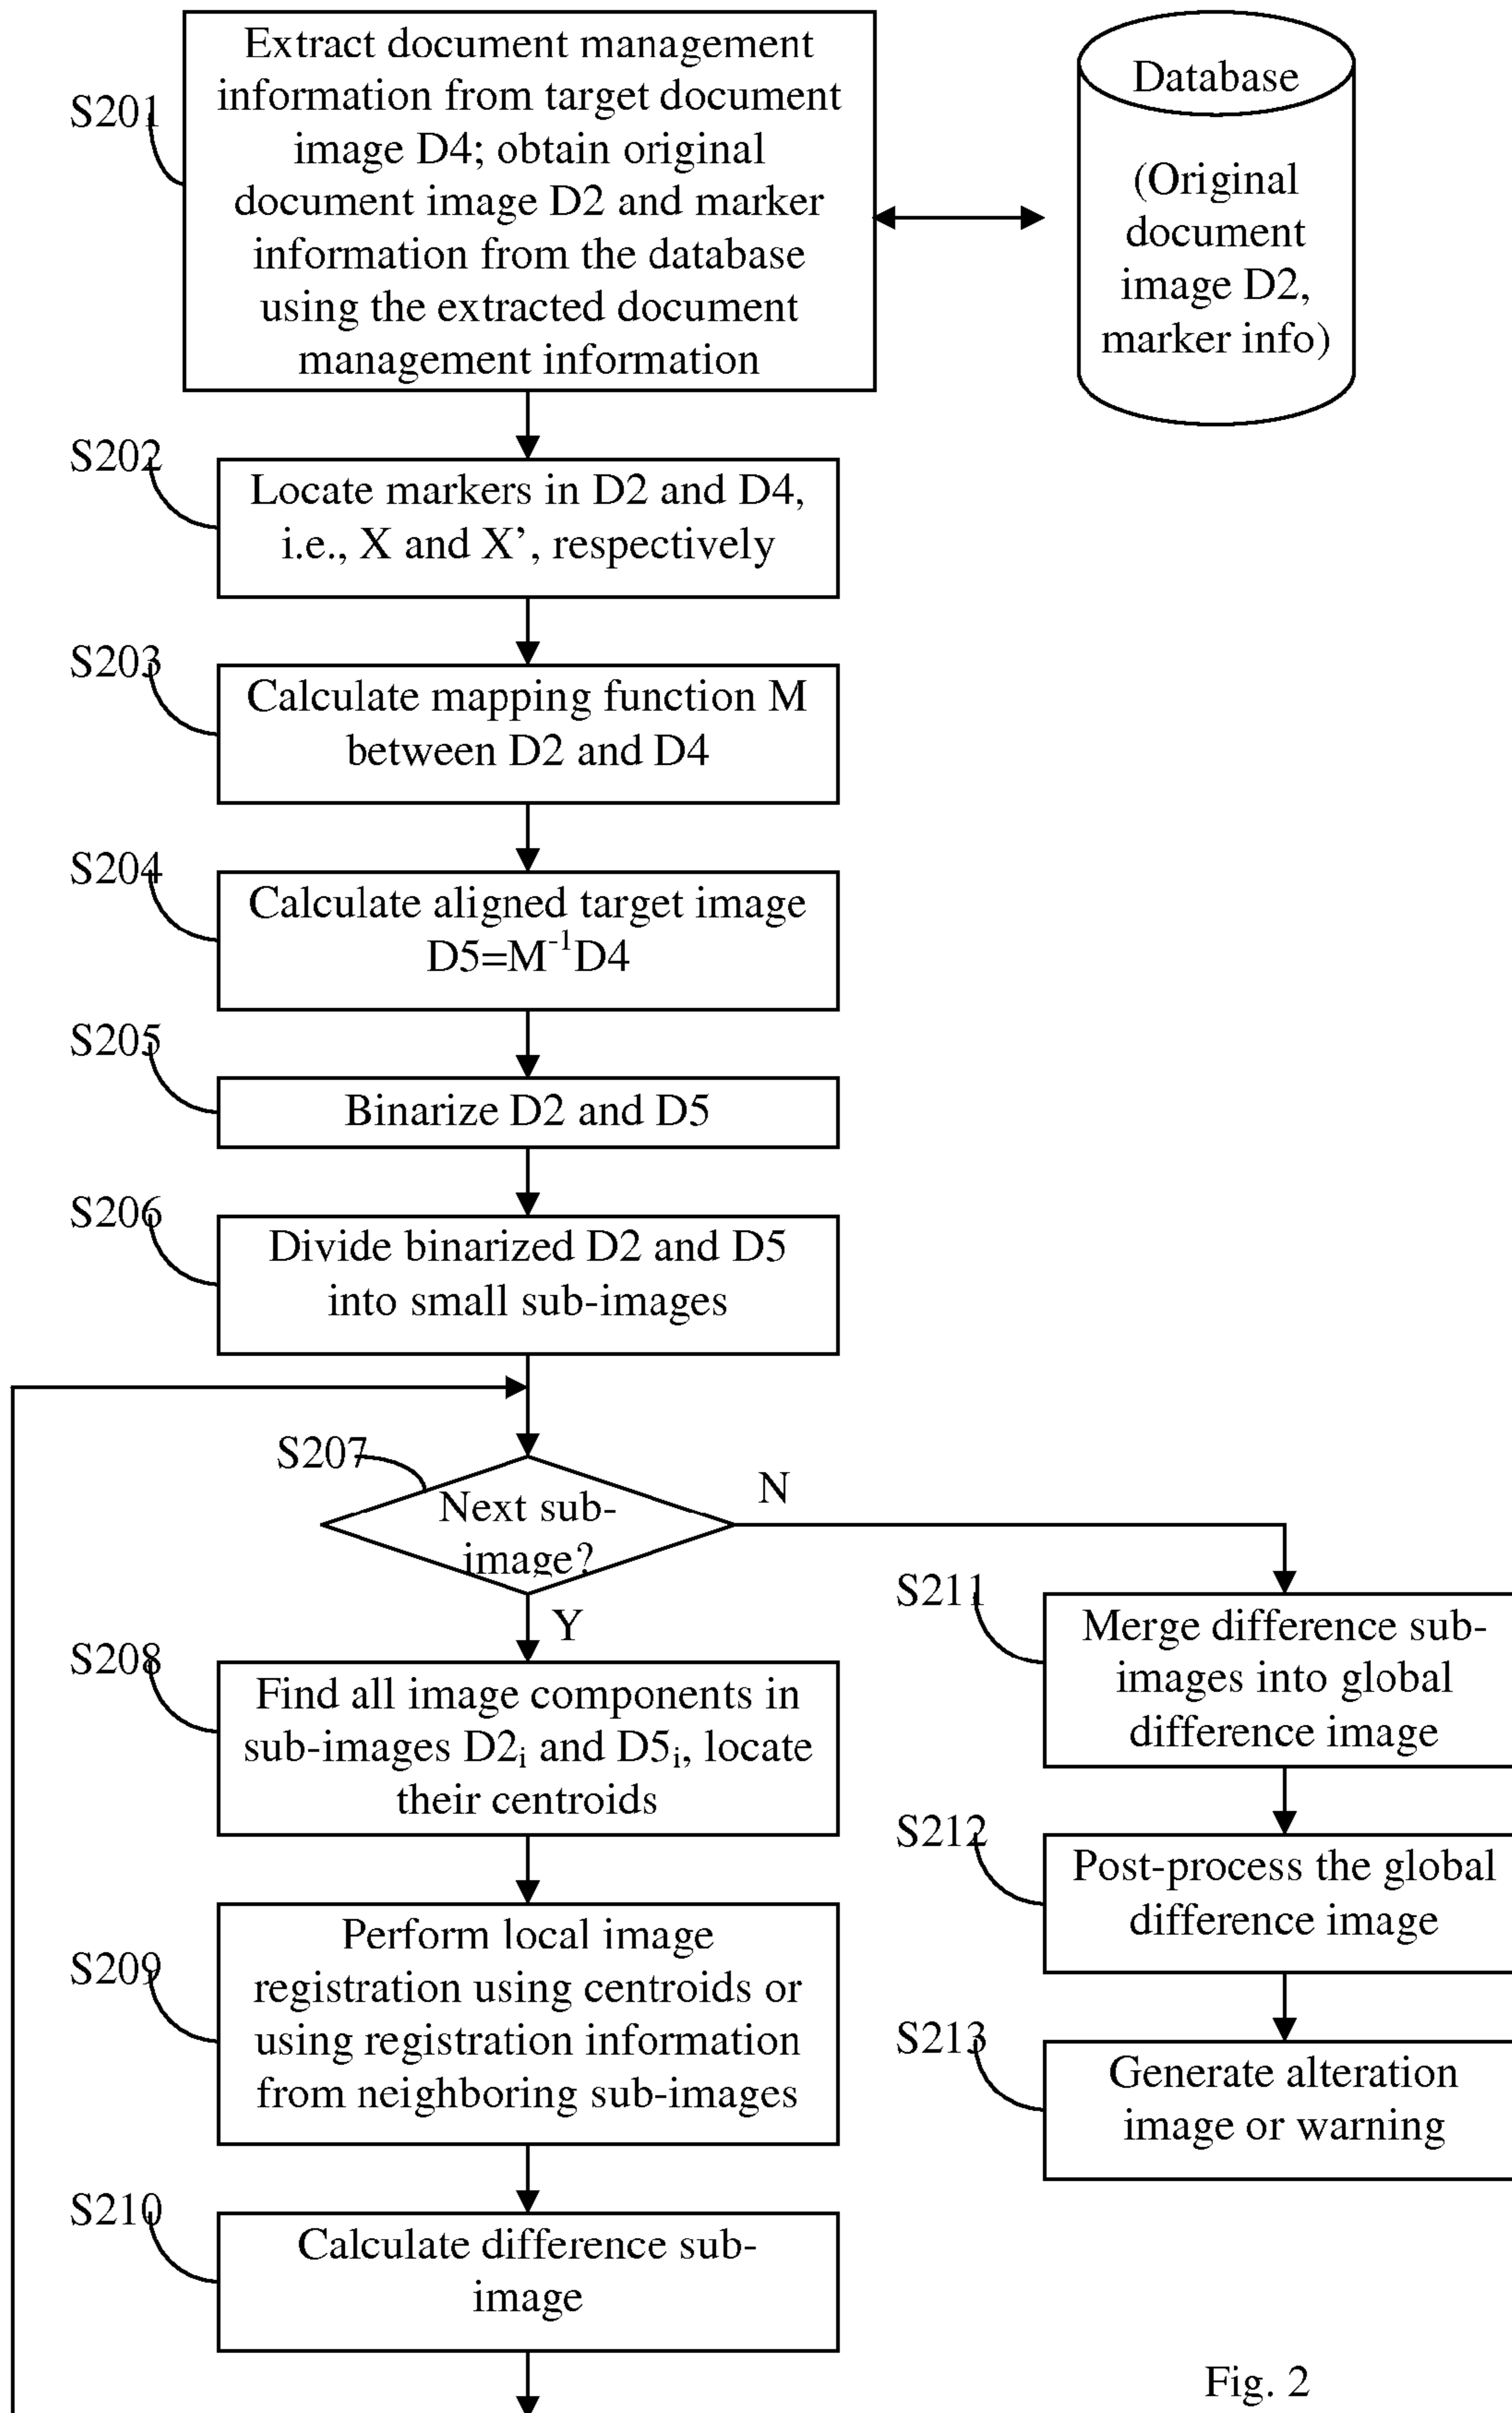 S201
Extract document management
information from target document
image D4; obtain original
document image D2 and marker
information from the database
using the extracted document
management information
Database
(Original
document
image D2,
marker info)
S202
Locate markers in D2 and D4,
i.e., X and X’, respectively
S203
Calculate mapping function M
between D2 and D4
S204
Calculate aligned target image
D5=M⁻¹D4
S205
Binarize D2 and D5
S206
Divide binarized D2 and D5
into small sub-images
S207
Next sub-
image?
N
Y
S208
Find all image components in
sub-images D2ᵢ and D5ᵢ, locate
their centroids
S209
Perform local image
registration using centroids or
using registration information
from neighboring sub-images
S210
Calculate difference sub-
image
S211
Merge difference sub-
images into global
difference image
S212
Post-process the global
difference image
S213
Generate alteration
image or warning
Fig. 2